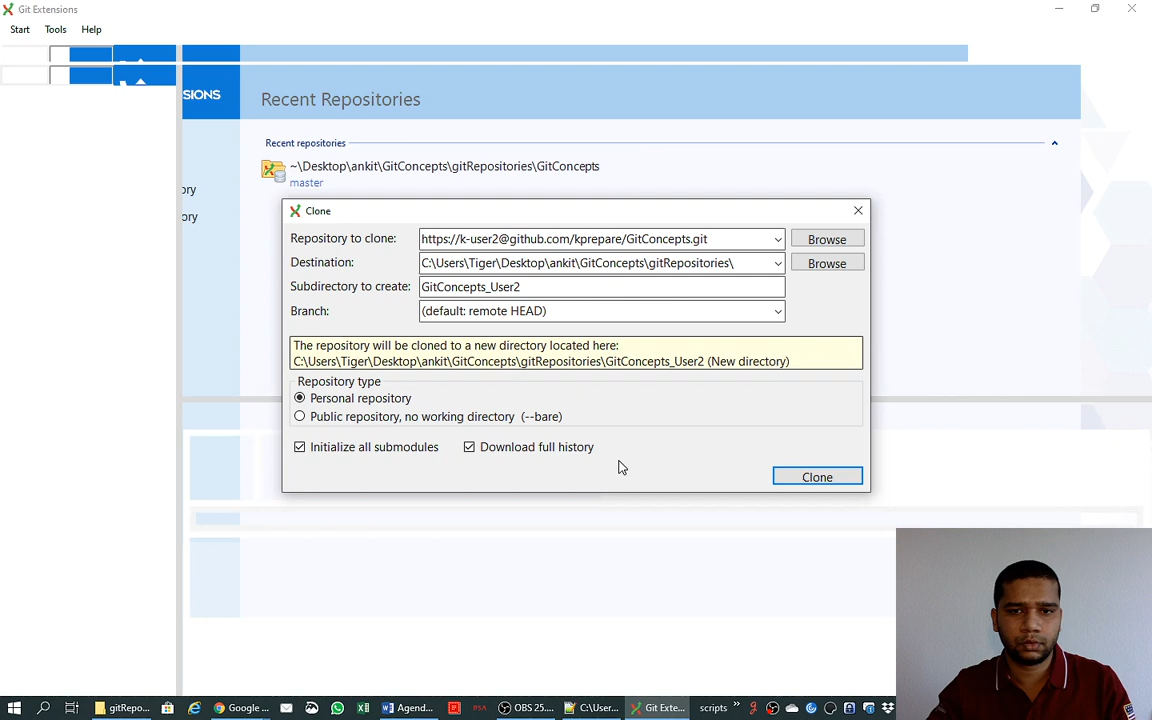 Git Extensions
Start Tools Help
SIONS
Recent Repositories
Recent repositories
~\Desktop\ankit\GitConcepts\gitRepositories\GitConcepts
master
ory
ory
Clone
Repository to clone: https://k-user2@github.com/kprepare/GitConcepts.git Browse
Destination: C:\Users\Tiger\Desktop\ankit\GitConcepts\gitRepositories\ Browse
Subdirectory to create: GitConcepts_User2
Branch: (default: remote HEAD)
The repository will be cloned to a new directory located here:
C:\Users\Tiger\Desktop\ankit\GitConcepts\gitRepositories\GitConcepts_User2 (New directory)
Repository type
Personal repository
Public repository, no working directory (--bare)
Initialize all submodules Download full history
Clone
gitRepo... Google ... Agend... OBS 25.... C:\User... Git Exte... scripts »